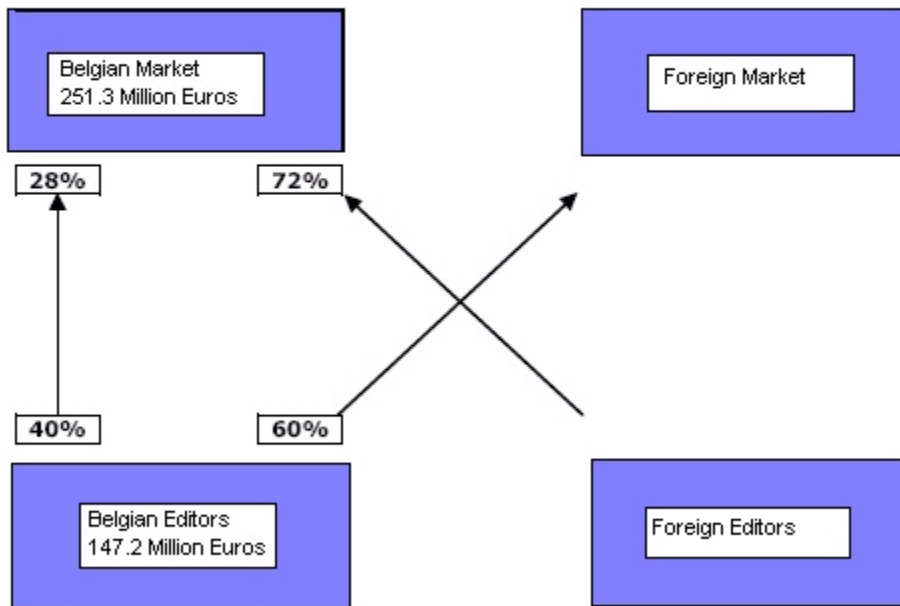 Belgian Market
251.3 Million Euros
Foreign Market
28%
72%
40%
60%
Belgian Editors
147.2 Million Euros
Foreign Editors